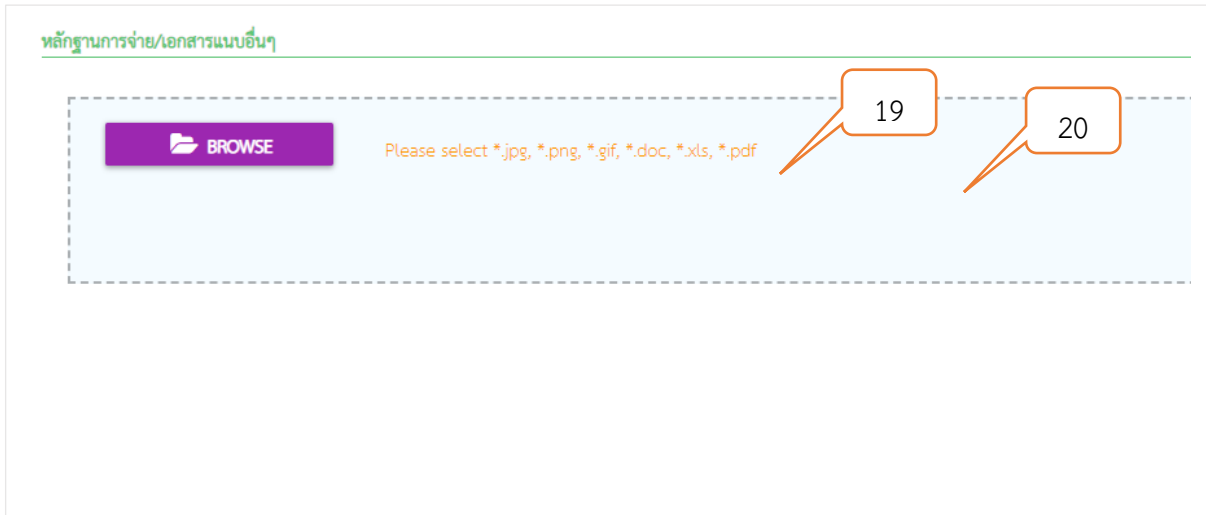 หลักฐานการจ่าย/เอกสารแนบอื่นๆ
19
20
BROWSE
Please select *.jpg, *.png, *.gif, *.doc, *.xls, *.pdf